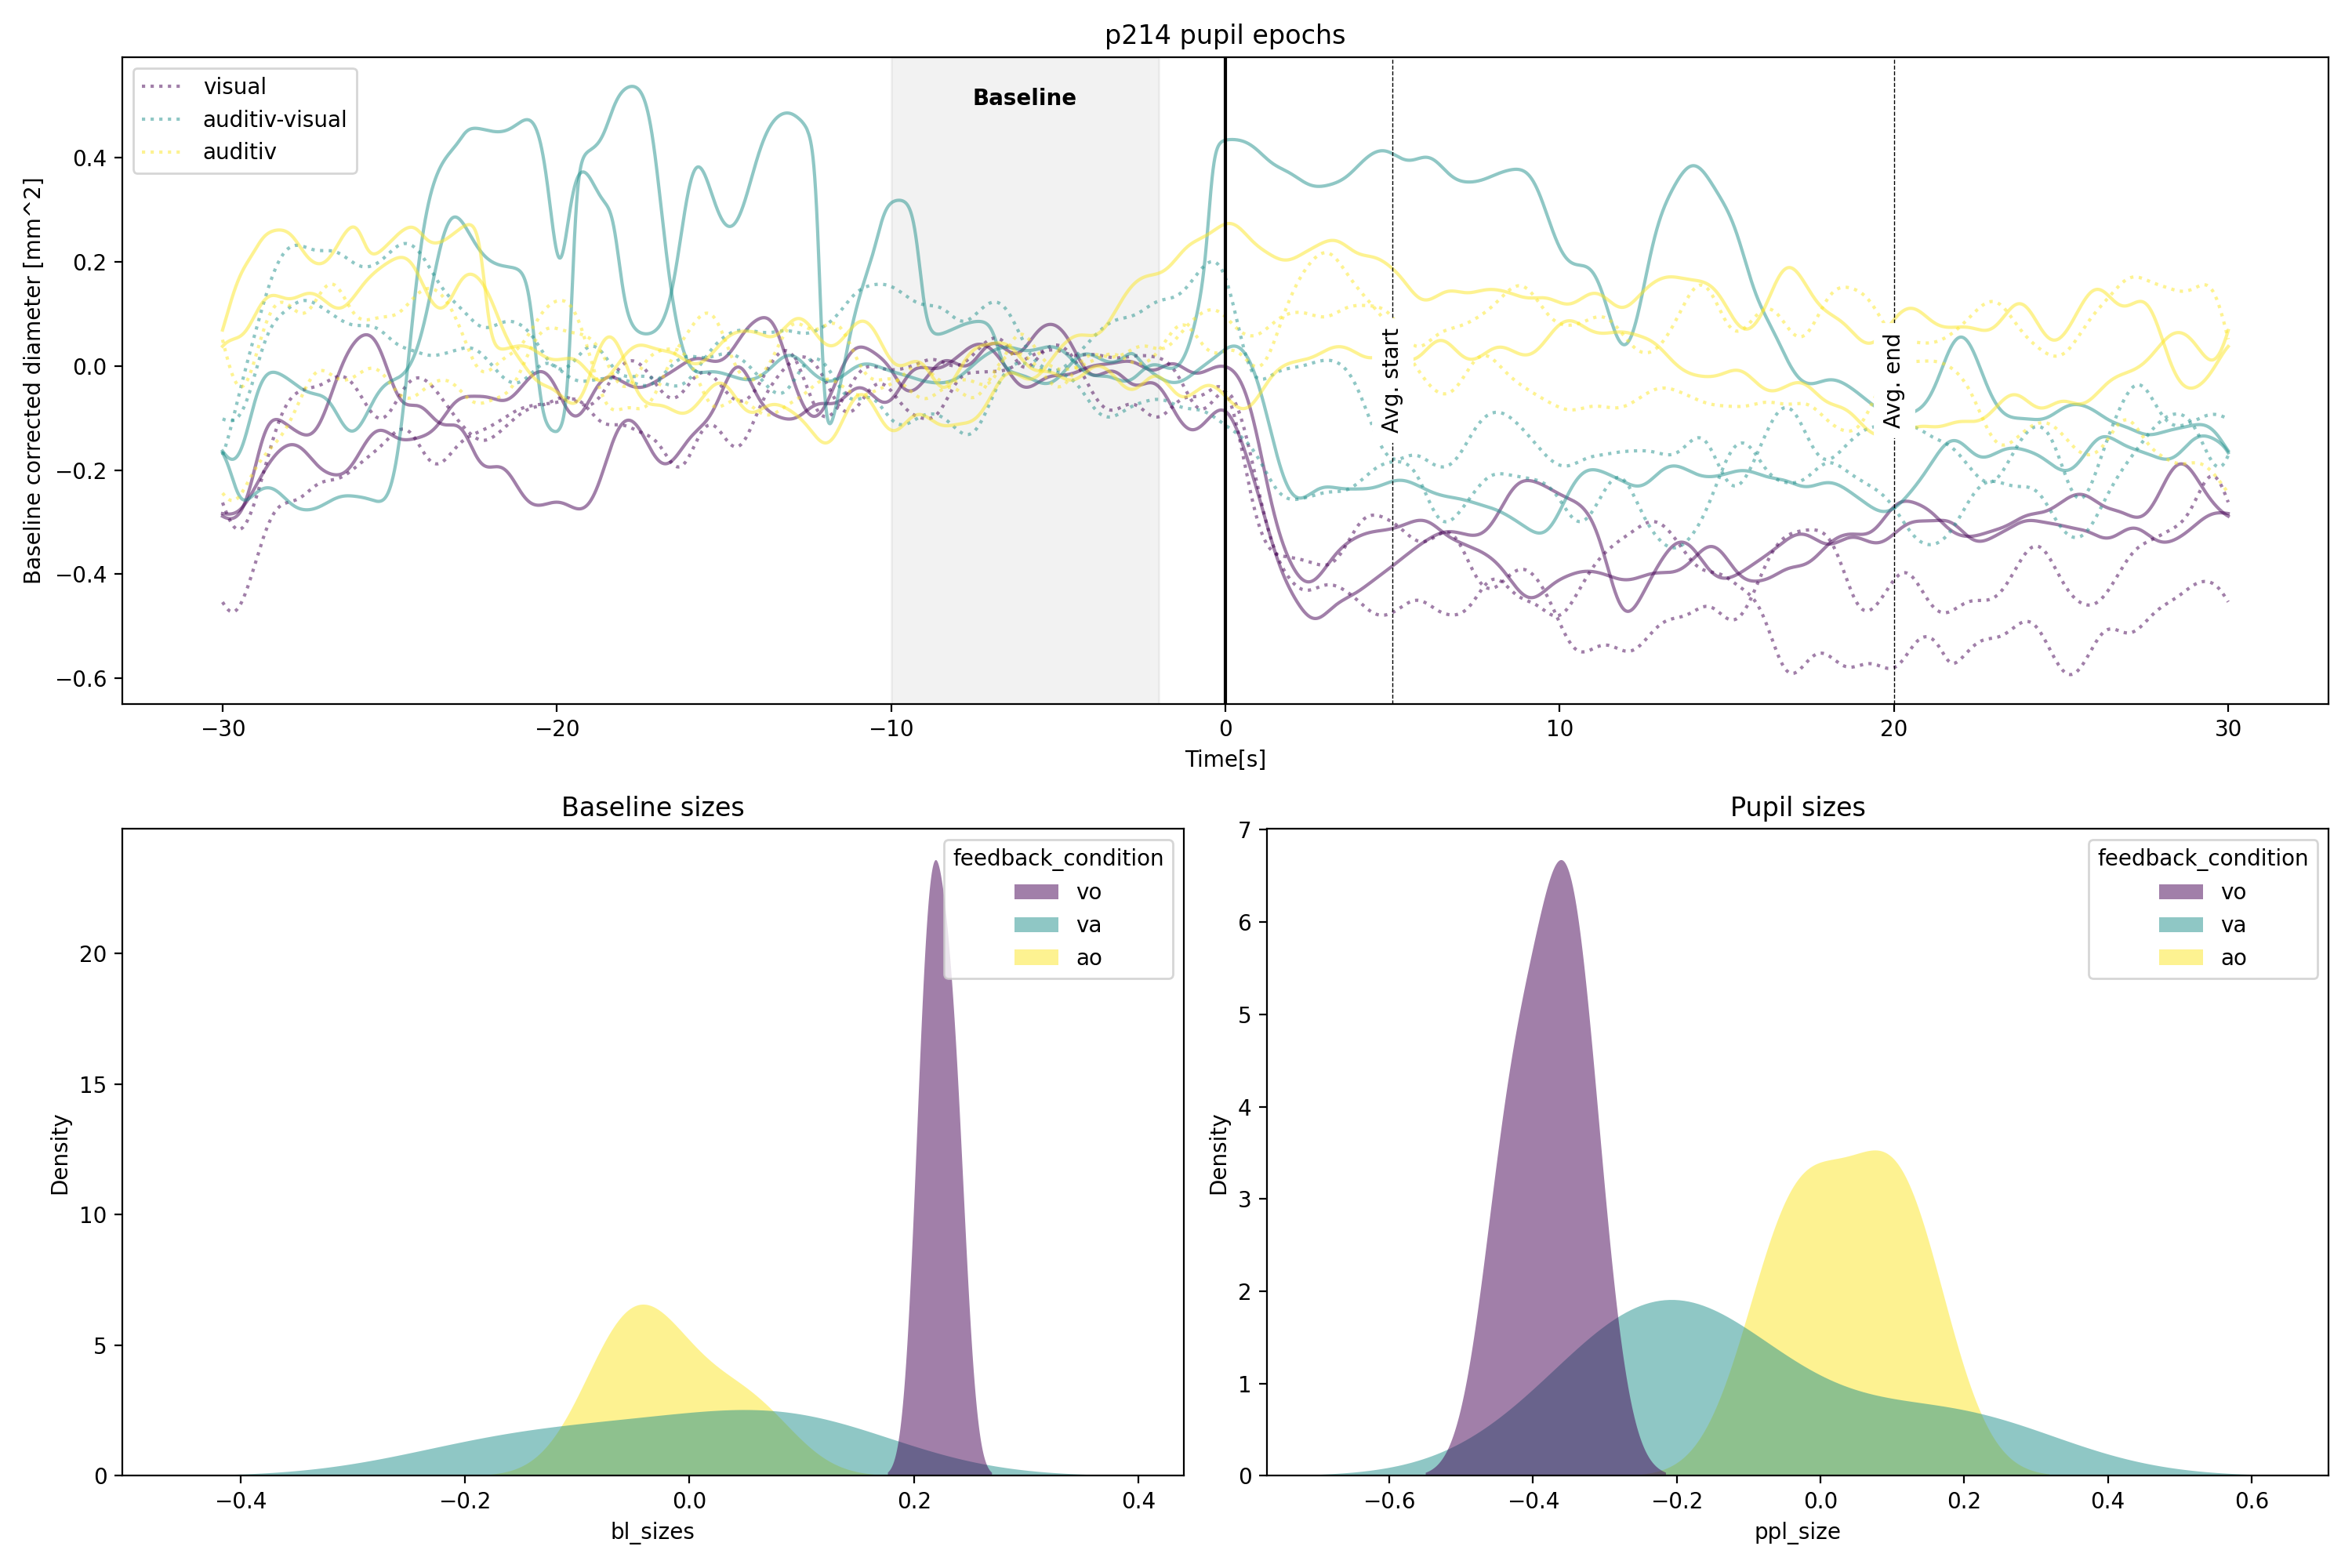 p214 pupil epochs
visual
auditiv-visual
auditiv
Baseline
Baseline corrected diameter [mm^2]
0.4
0.2
0.0
−0.2
−0.4
−0.6
Avg. start
Avg. end
−30
−20
−10
0
10
20
30
Time[s]
Baseline sizes
feedback_condition
vo
va
ao
Density
20
15
10
5
0
−0.4
−0.2
0.0
0.2
0.4
bl_sizes
Pupil sizes
feedback_condition
vo
va
ao
Density
7
6
5
4
3
2
1
0
−0.6
−0.4
−0.2
0.0
0.2
0.4
0.6
ppl_size